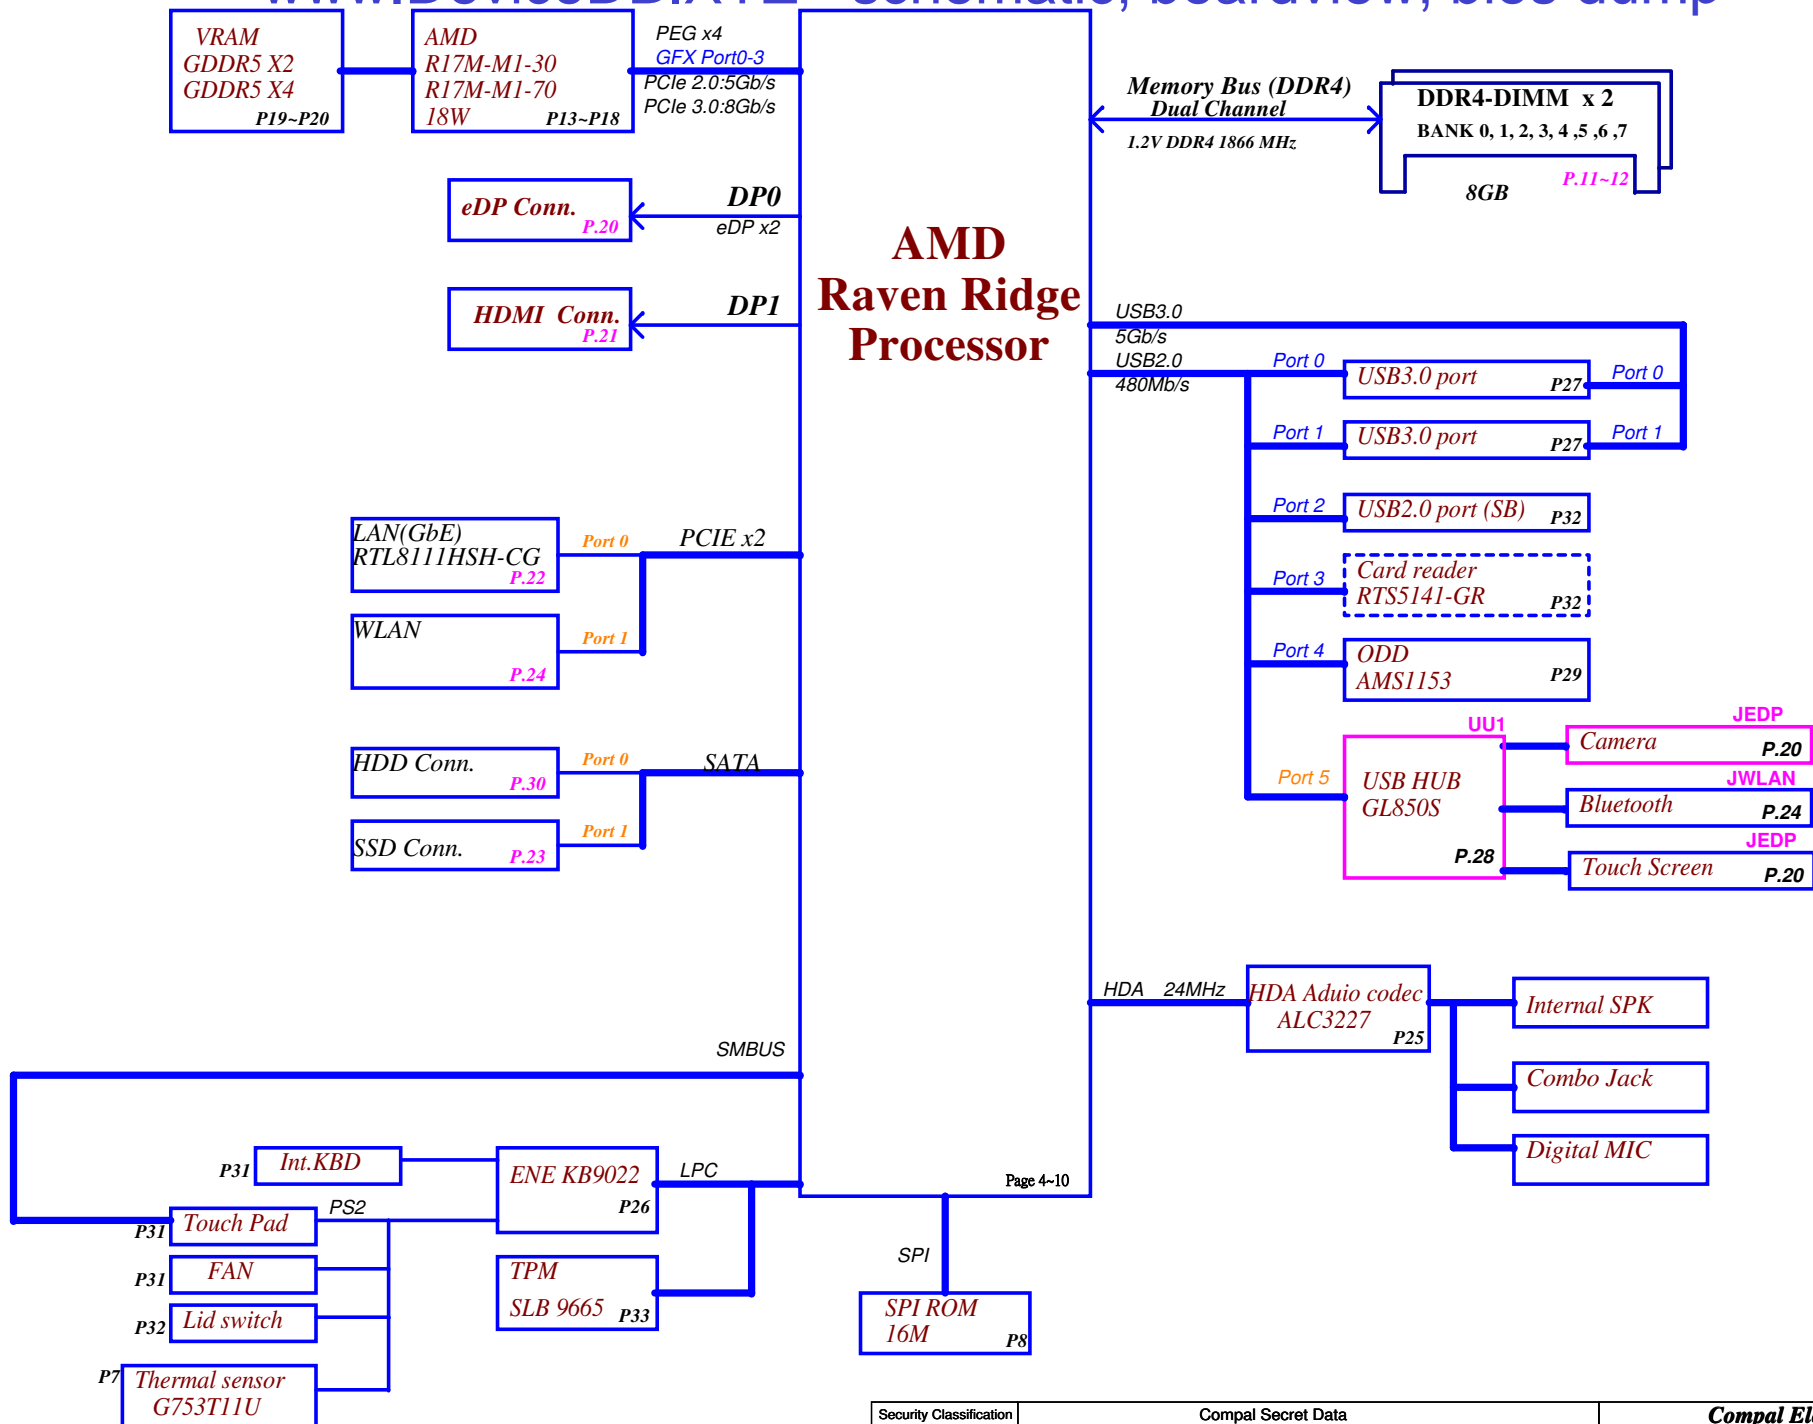 VRAM
GDDR5 X2
GDDR5 X4
P19~P20
AMD
R17M-M1-30
R17M-M1-70
18W
P13~P18
PEG x4
GFX Port0-3
PCIe 2.0:5Gb/s
PCIe 3.0:8Gb/s
Memory Bus (DDR4)
Dual Channel
1.2V DDR4 1866 MHz
DDR4-DIMM x 2
BANK 0, 1, 2, 3, 4 ,5 ,6 ,7
P.11~12
8GB
eDP Conn.
P.20
DP0
eDP x2
HDMI Conn.
P.21
DP1
AMD
Raven Ridge
Processor
USB3.0
5Gb/s
USB2.0
480Mb/s
Port 0
USB3.0 port
P27
Port 0
Port 1
USB3.0 port
P27
Port 1
Port 2
USB2.0 port (SB)
P32
Port 3
Card reader
RTS5141-GR
P32
Port 4
ODD
AMS1153
P29
Port 5
UU1
USB HUB
GL850S
P.28
JEDP
Camera
P.20
JWLAN
Bluetooth
P.24
JEDP
Touch Screen
P.20
LAN(GbE)
RTL8111HSH-CG
P.22
Port 0
PCIE x2
WLAN
P.24
Port 1
HDD Conn.
P.30
Port 0
SATA
SSD Conn.
P.23
Port 1
HDA 24MHz
HDA Aduio codec
ALC3227
P25
Internal SPK
Combo Jack
Digital MIC
SMBUS
P31
Int.KBD
ENE KB9022
P26
LPC
P31
Touch Pad
PS2
P31
FAN
P32
Lid switch
P7
Thermal sensor
G753T11U
TPM
SLB 9665
P33
Page 4~10
SPI
SPI ROM
16M
P8
Security Classification
Compal Secret Data
Compal